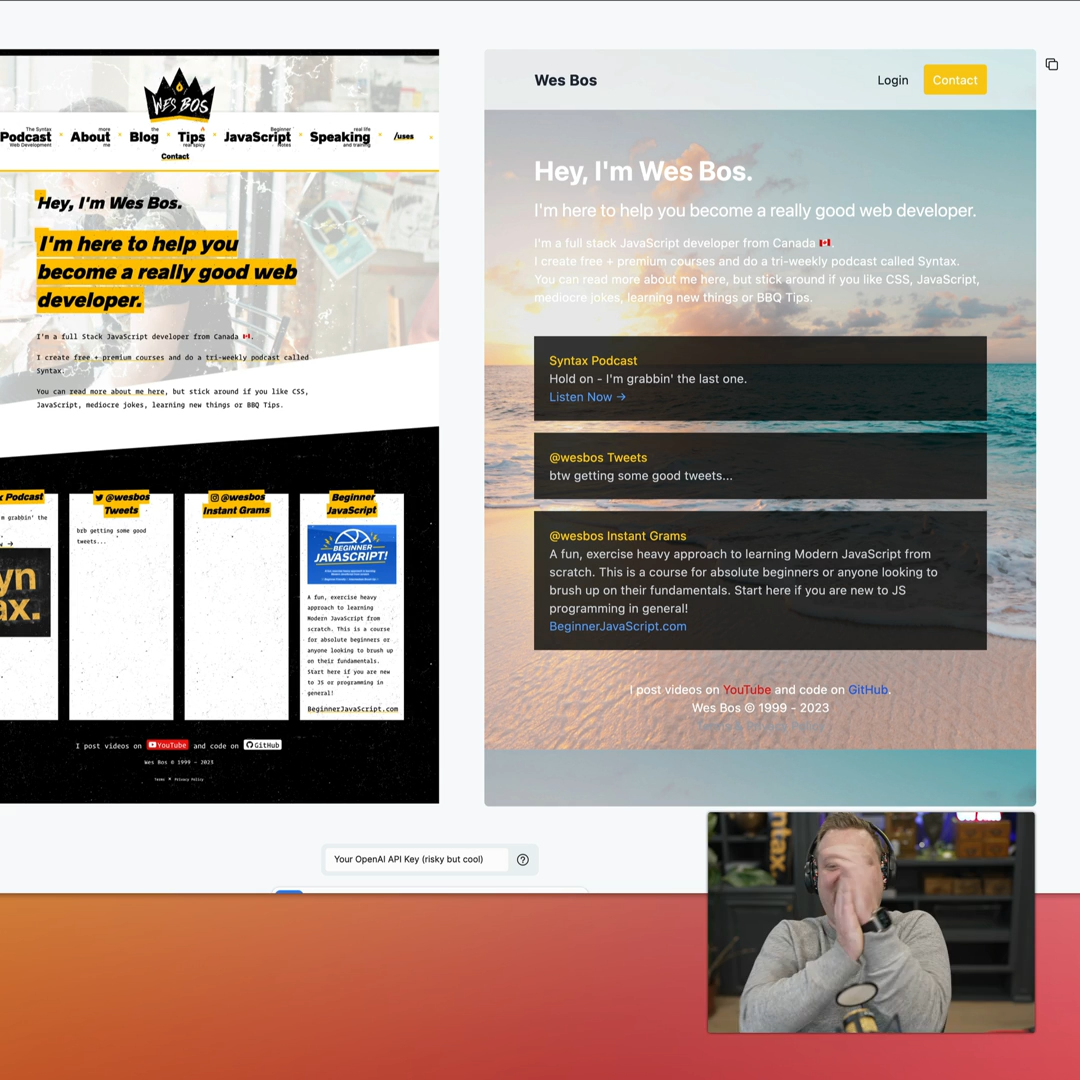 WES BOS
The Syntax
Podcast
Web Development
more
About
me
the
Blog
Tips
real spicy
Beginner
JavaScript
Notes
real life
Speaking
and training
/uses
Contact
Hey, I'm Wes Bos.
I'm here to help you
become a really good web
developer.
I'm a full Stack JavaScript developer from Canada 🇨🇦.
I create free + premium courses and do a tri-weekly podcast called
Syntax.
You can read more about me here, but stick around if you like CSS,
JavaScript, mediocre jokes, learning new things or BBQ Tips.
x Podcast
m grabbin' the
w →
yn
ax.
@wesbos
Tweets
brb getting some good
tweets...
@wesbos
Instant Grams
Beginner
JavaScript
BEGINNER
JAVASCRIPT!
A fun, exercise heavy
approach to learning
Modern JavaScript from
scratch. This is a course
for absolute beginners or
anyone looking to brush up
on their fundamentals.
Start here if you are new
to JS or programming in
general!
BeginnerJavaScript.com
I post videos on YouTube and code on GitHub
Wes Bos © 1999 — 2023
Terms × Privacy Policy
Wes Bos
Login
Contact
Hey, I'm Wes Bos.
I'm here to help you become a really good web developer.
I'm a full stack JavaScript developer from Canada 🇨🇦.
I create free + premium courses and do a tri-weekly podcast called Syntax.
You can read more about me here, but stick around if you like CSS, JavaScript,
mediocre jokes, learning new things or BBQ Tips.
Syntax Podcast
Hold on - I'm grabbin' the last one.
Listen Now →
@wesbos Tweets
btw getting some good tweets...
@wesbos Instant Grams
A fun, exercise heavy approach to learning Modern JavaScript from
scratch. This is a course for absolute beginners or anyone looking to
brush up on their fundamentals. Start here if you are new to JS
programming in general!
BeginnerJavaScript.com
I post videos on YouTube and code on GitHub.
Wes Bos © 1999 - 2023
Your OpenAI API Key (risky but cool)
ntax.